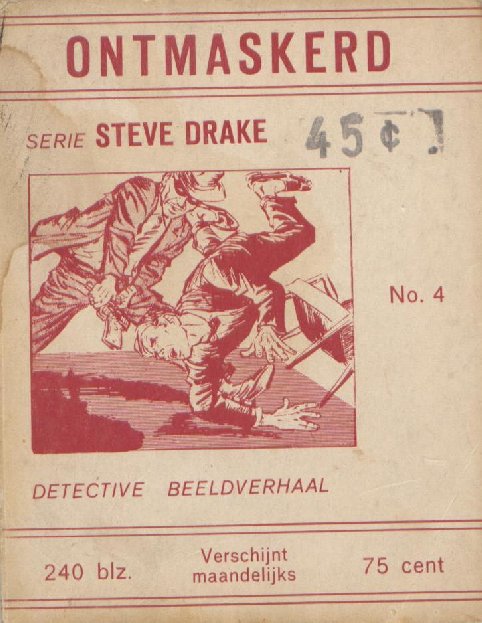 ONTMASKERD
SERIE STEVE DRAKE 45¢
No. 4
DETECTIVE BEELDVERHAAL
240 blz. Verschijnt maandelijks 75 cent